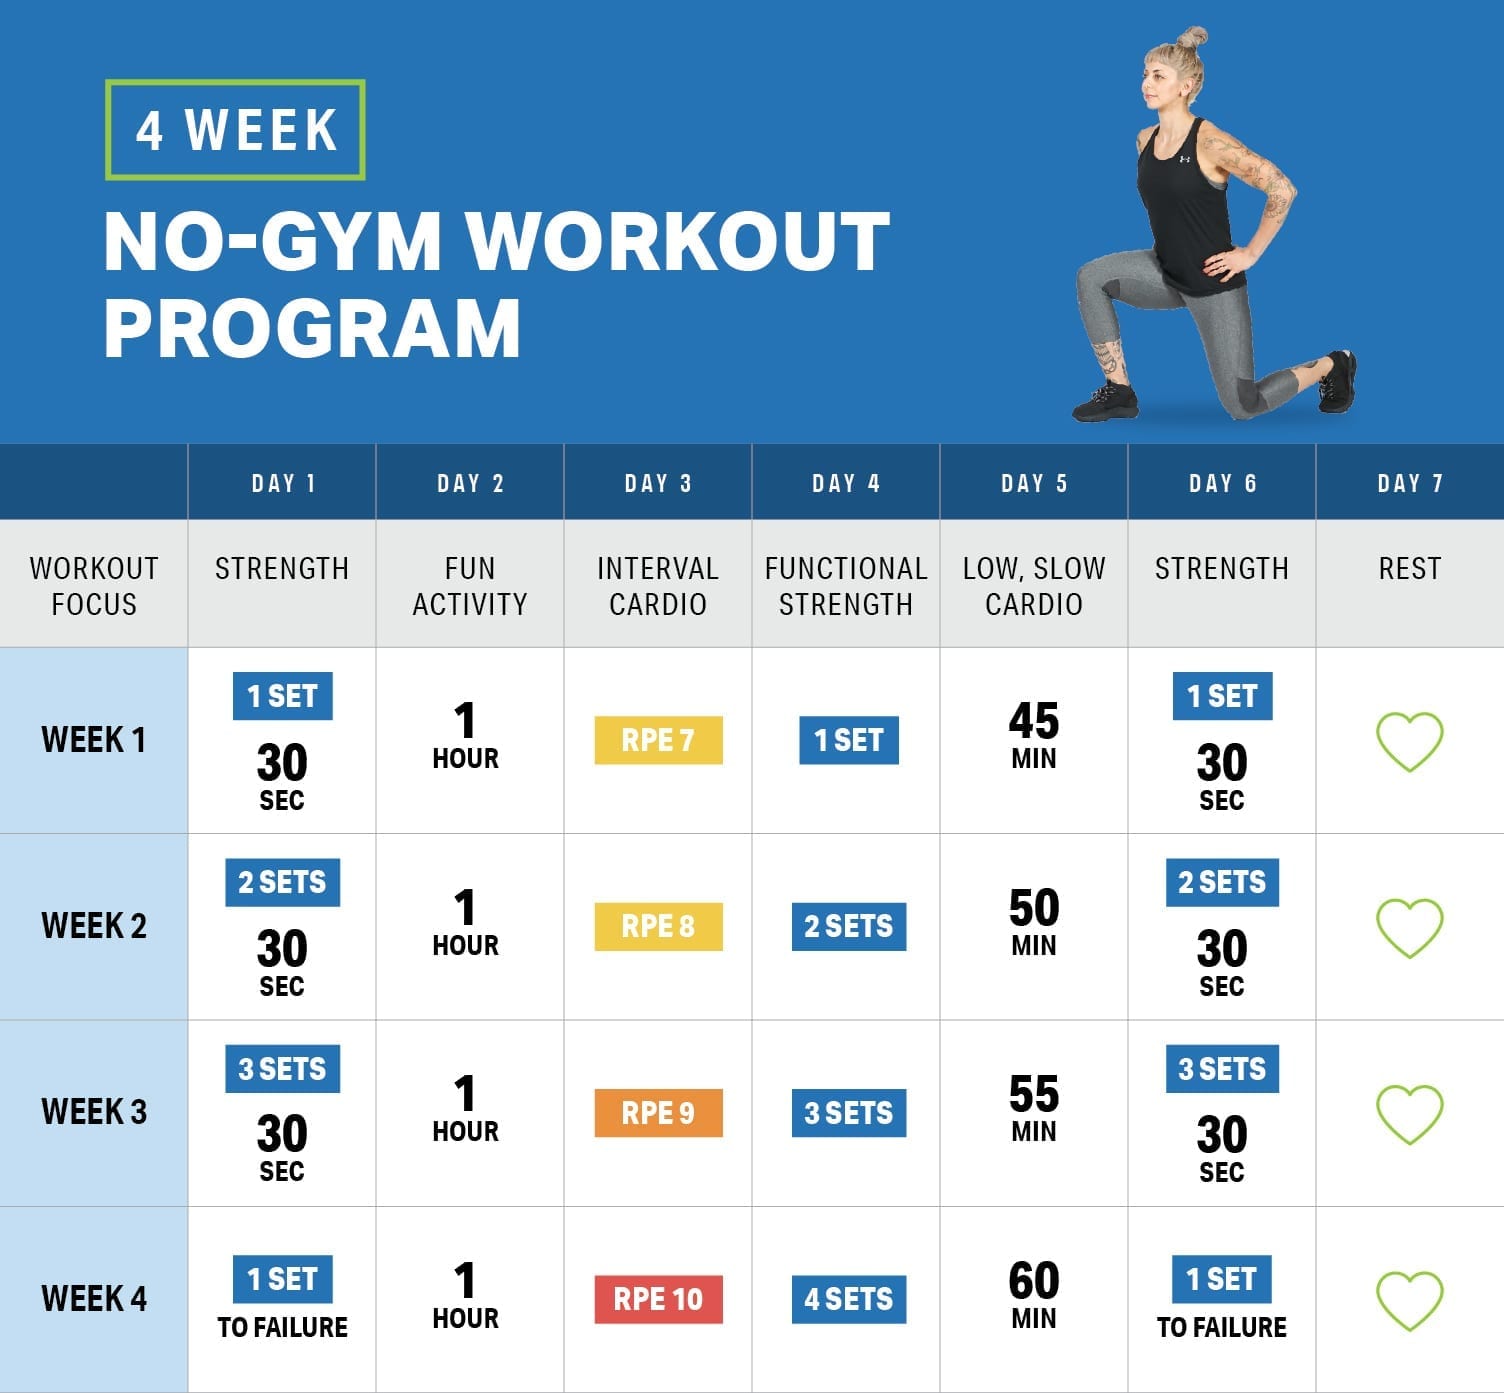 4 WEEK
NO-GYM WORKOUT
PROGRAM
DAY 1 DAY 2 DAY 3 DAY 4 DAY 5 DAY 6 DAY 7
WORKOUT FOCUS STRENGTH FUN ACTIVITY INTERVAL CARDIO FUNCTIONAL STRENGTH LOW, SLOW CARDIO STRENGTH REST
WEEK 1 1 SET 30 SEC 1 HOUR RPE 7 1 SET 45 MIN 1 SET 30 SEC
WEEK 2 2 SETS 30 SEC 1 HOUR RPE 8 2 SETS 50 MIN 2 SETS 30 SEC
WEEK 3 3 SETS 30 SEC 1 HOUR RPE 9 3 SETS 55 MIN 3 SETS 30 SEC
WEEK 4 1 SET TO FAILURE 1 HOUR RPE 10 4 SETS 60 MIN 1 SET TO FAILURE